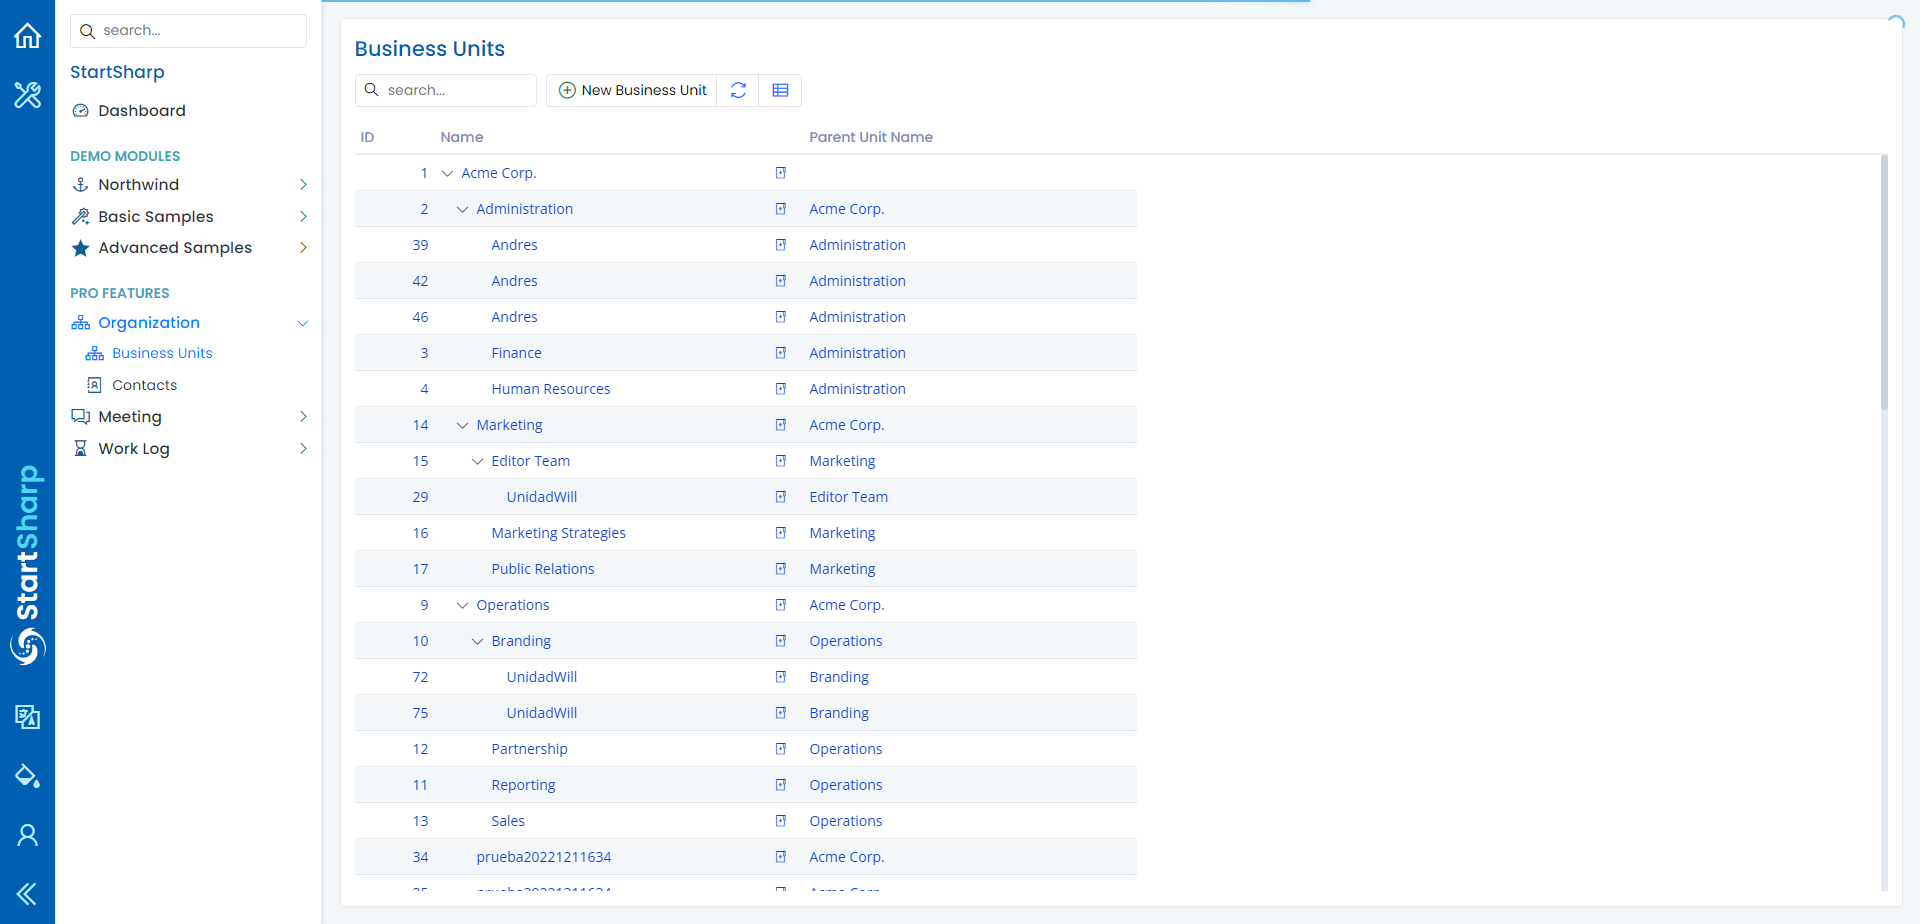 search...
StartSharp
Dashboard
DEMO MODULES
Northwind
Basic Samples
Advanced Samples
PRO FEATURES
Organization
Business Units
Contacts
Meeting
Work Log
StartSharp
Business Units
search...
New Business Unit
ID Name Parent Unit Name
1 Acme Corp.
2 Administration Acme Corp.
39 Andres Administration
42 Andres Administration
46 Andres Administration
3 Finance Administration
4 Human Resources Administration
14 Marketing Acme Corp.
15 Editor Team Marketing
29 UnidadWill Editor Team
16 Marketing Strategies Marketing
17 Public Relations Marketing
9 Operations Acme Corp.
10 Branding Operations
72 UnidadWill Branding
75 UnidadWill Branding
12 Partnership Operations
11 Reporting Operations
13 Sales Operations
34 prueba20221211634 Acme Corp.
35 prueba20221211634 Acme Corp.